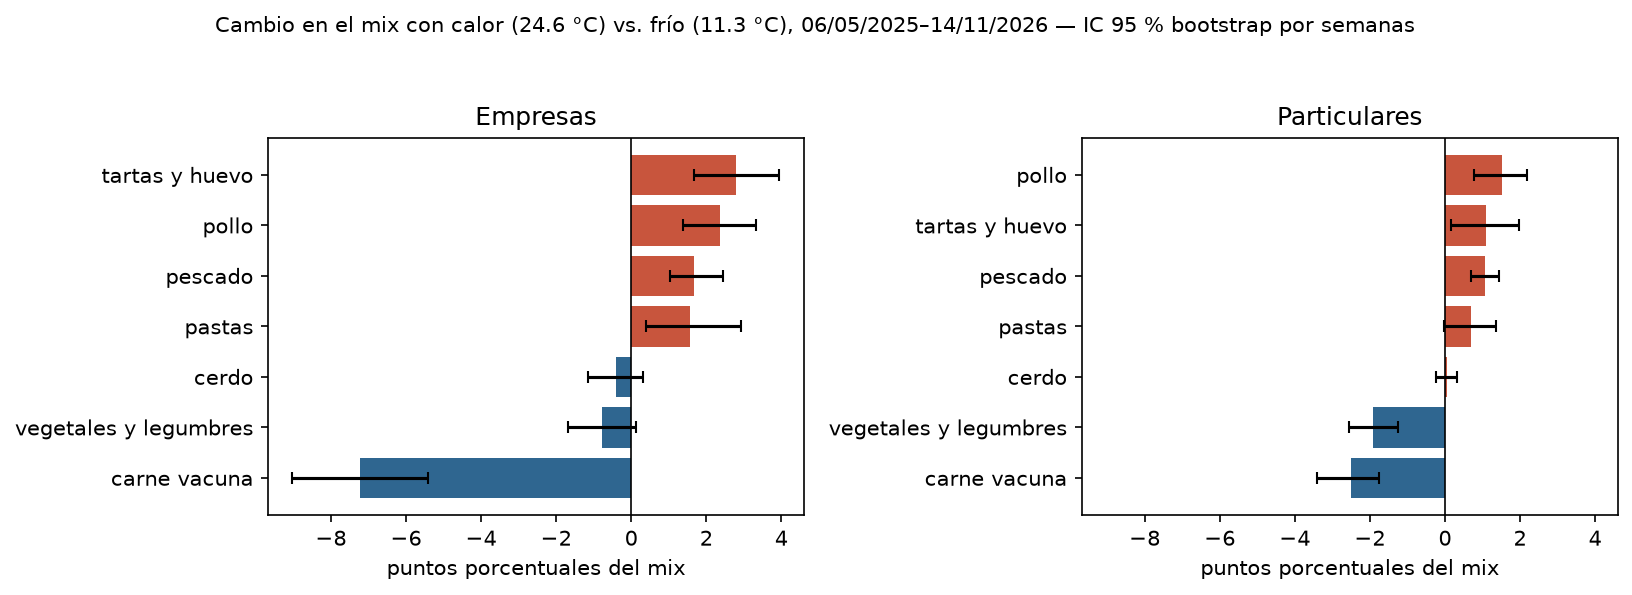 Cambio en el mix con calor (24.6 °C) vs. frío (11.3 °C), 06/05/2025–14/11/2026 — IC 95 % bootstrap por semanas
Empresas
tartas y huevo
pollo
pescado
pastas
cerdo
vegetales y legumbres
carne vacuna
−8 −6 −4 −2 0 2 4
puntos porcentuales del mix
Particulares
pollo
tartas y huevo
pescado
pastas
cerdo
vegetales y legumbres
carne vacuna
−8 −6 −4 −2 0 2 4
puntos porcentuales del mix